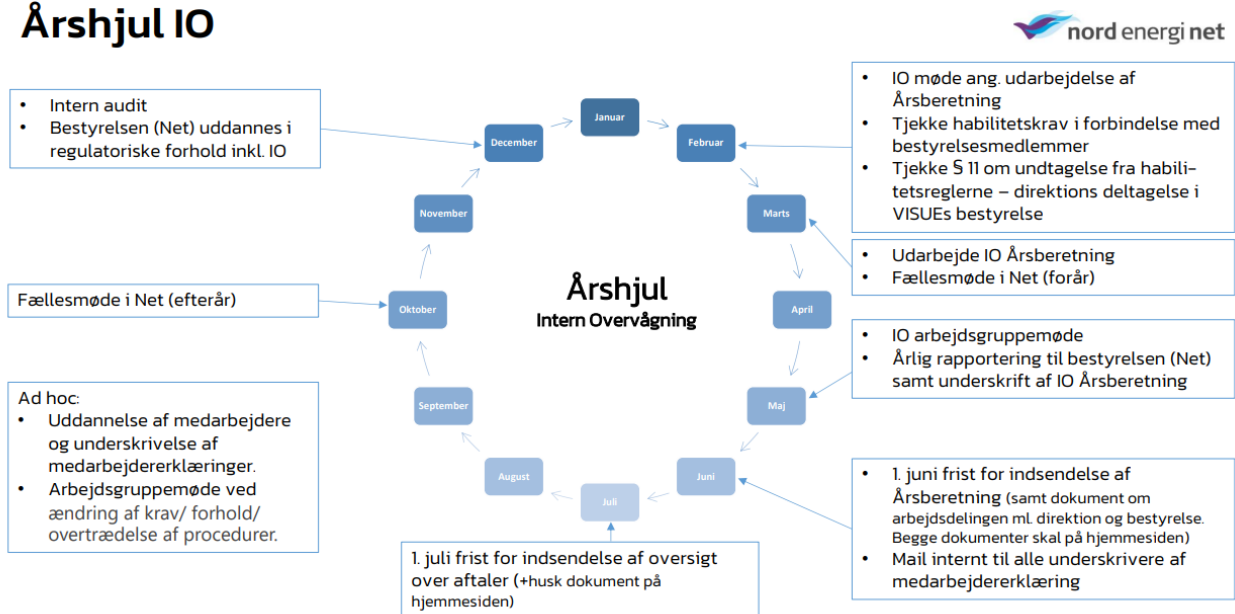 Årshjul IO
nord energi net
• Intern audit
• Bestyrelsen (Net) uddannes i
regulatoriske forhold inkl. IO
Januar
Februar
Marts
April
Maj
Juni
Juli
August
September
Oktober
November
December
Årshjul
Intern Overvågning
• IO møde ang. udarbejdelse af
Årsberetning
• Tjekke habilitetskrav i forbindelse med
bestyrelsesmedlemmer
• Tjekke § 11 om undtagelse fra habili-
tetsreglerne – direktions deltagelse i
VISUEs bestyrelse
• Udarbejde IO Årsberetning
• Fællesmøde i Net (forår)
• IO arbejdsgruppemøde
• Årlig rapportering til bestyrelsen (Net)
samt underskrift af IO Årsberetning
• 1. juni frist for indsendelse af
Årsberetning (samt dokument om
arbejdsdelingen ml. direktion og bestyrelse.
Begge dokumenter skal på hjemmesiden)
• Mail internt til alle underskrivere af
medarbejdererklæring
1. juli frist for indsendelse af oversigt
over aftaler (+husk dokument på
hjemmesiden)
Fællesmøde i Net (efterår)
Ad hoc:
• Uddannelse af medarbejdere
og underskrivelse af
medarbejdererklæringer.
• Arbejdsgruppemøde ved
ændring af krav/ forhold/
overtrædelse af procedurer.